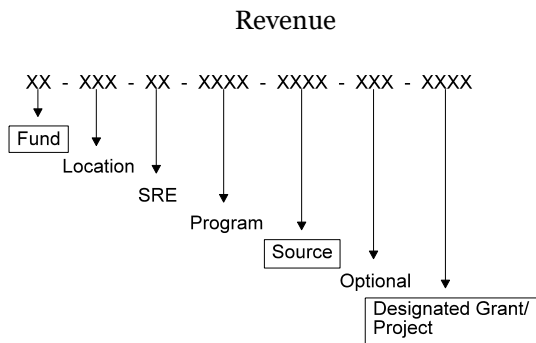 Revenue
XX - XXX - XX - XXXX - XXXX - XXX - XXXX
Fund
Location
SRE
Program
Source
Optional
Designated Grant/
Project